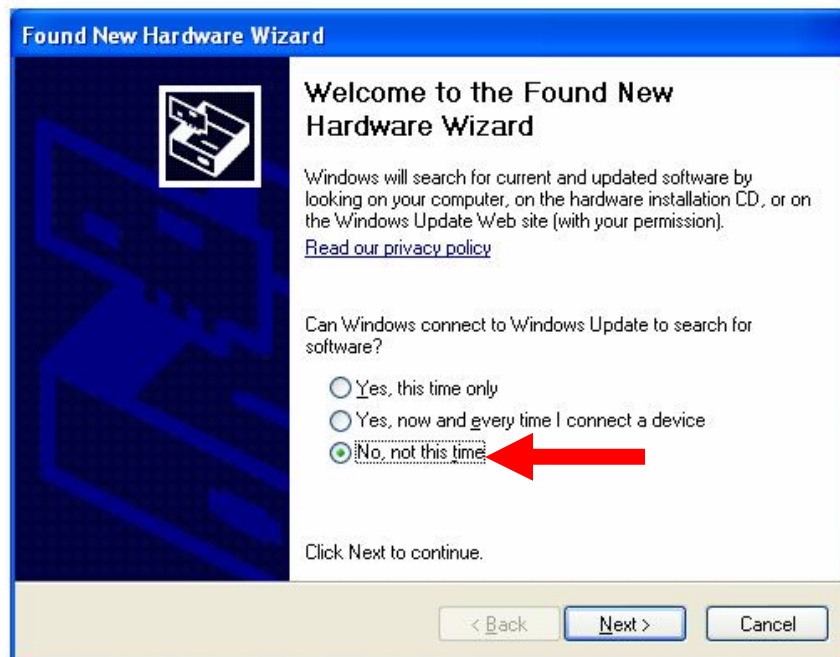 Found New Hardware Wizard
Welcome to the Found New
Hardware Wizard
Windows will search for current and updated software by
looking on your computer, on the hardware installation CD, or on
the Windows Update Web site (with your permission).
Read our privacy policy
Can Windows connect to Windows Update to search for
software?
Yes, this time only
Yes, now and every time I connect a device
No, not this time
Click Next to continue.
< Back
Next >
Cancel